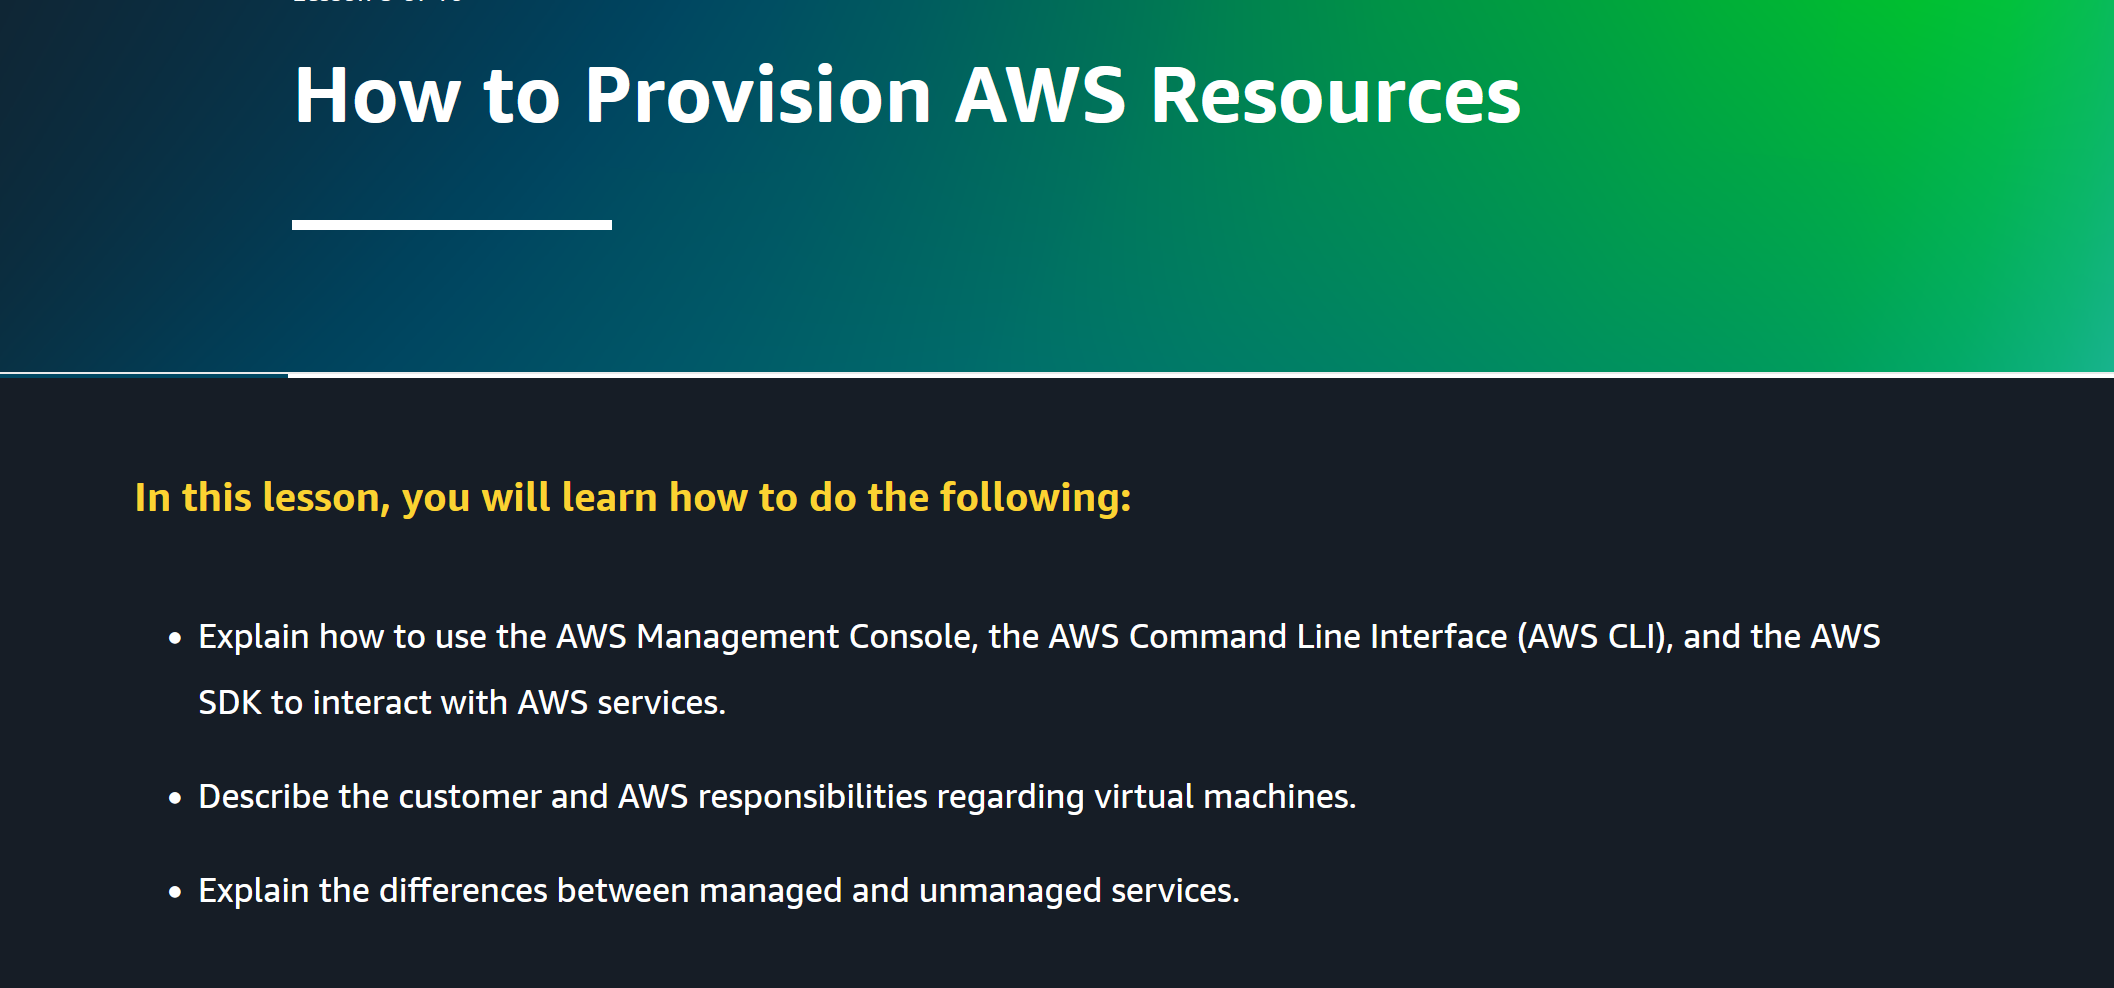 How to Provision AWS Resources
In this lesson, you will learn how to do the following:
• Explain how to use the AWS Management Console, the AWS Command Line Interface (AWS CLI), and the AWS
SDK to interact with AWS services.
• Describe the customer and AWS responsibilities regarding virtual machines.
• Explain the differences between managed and unmanaged services.